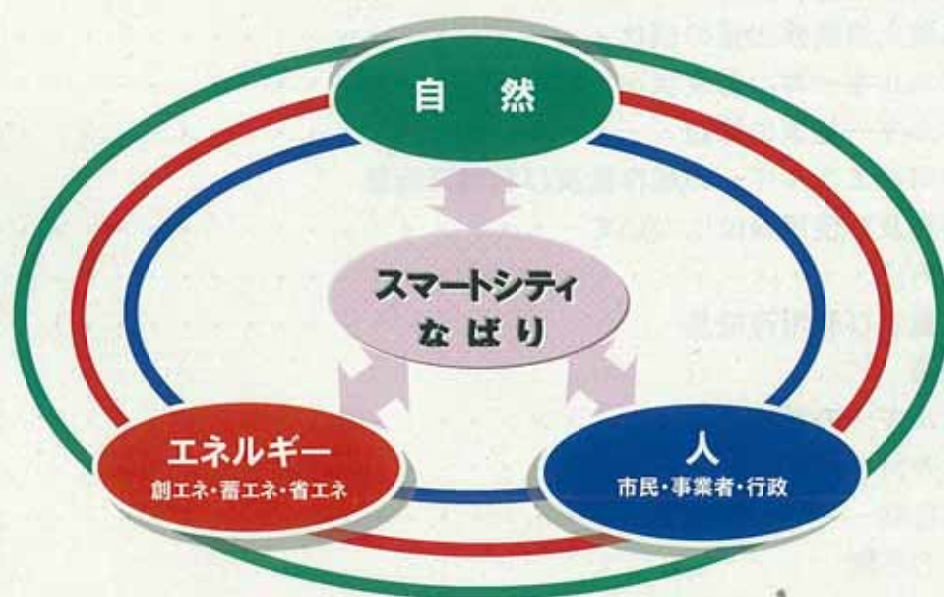 自　然
スマートシティ
なばり
エネルギー
創エネ・蓄エネ・省エネ
人
市民・事業者・行政